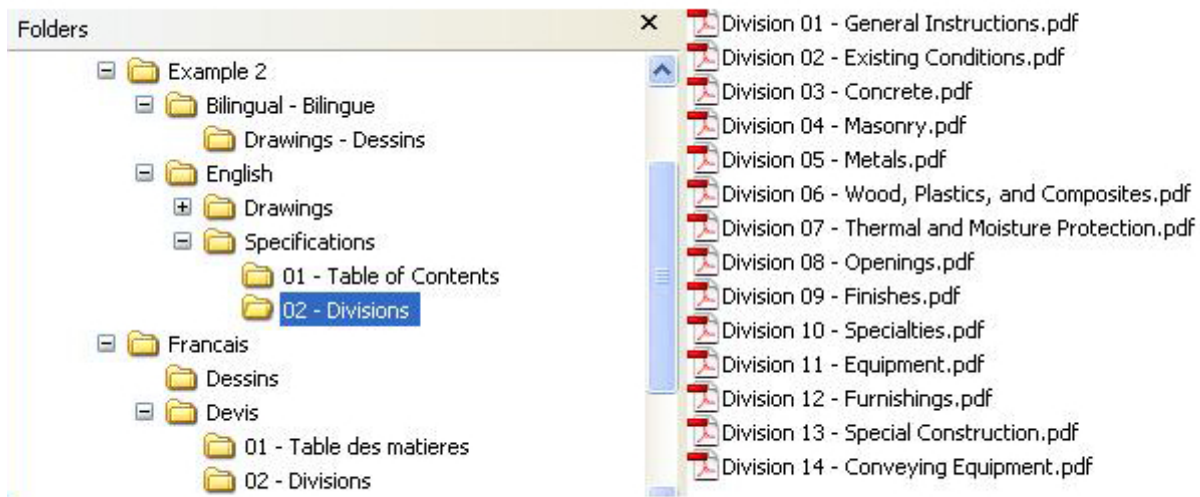 Folders
Example 2
Bilingual - Bilingue
Drawings - Dessins
English
Drawings
Specifications
01 - Table of Contents
02 - Divisions
Francais
Dessins
Devis
01 - Table des matieres
02 - Divisions
Division 01 - General Instructions.pdf
Division 02 - Existing Conditions.pdf
Division 03 - Concrete.pdf
Division 04 - Masonry.pdf
Division 05 - Metals.pdf
Division 06 - Wood, Plastics, and Composites.pdf
Division 07 - Thermal and Moisture Protection.pdf
Division 08 - Openings.pdf
Division 09 - Finishes.pdf
Division 10 - Specialties.pdf
Division 11 - Equipment.pdf
Division 12 - Furnishings.pdf
Division 13 - Special Construction.pdf
Division 14 - Conveying Equipment.pdf